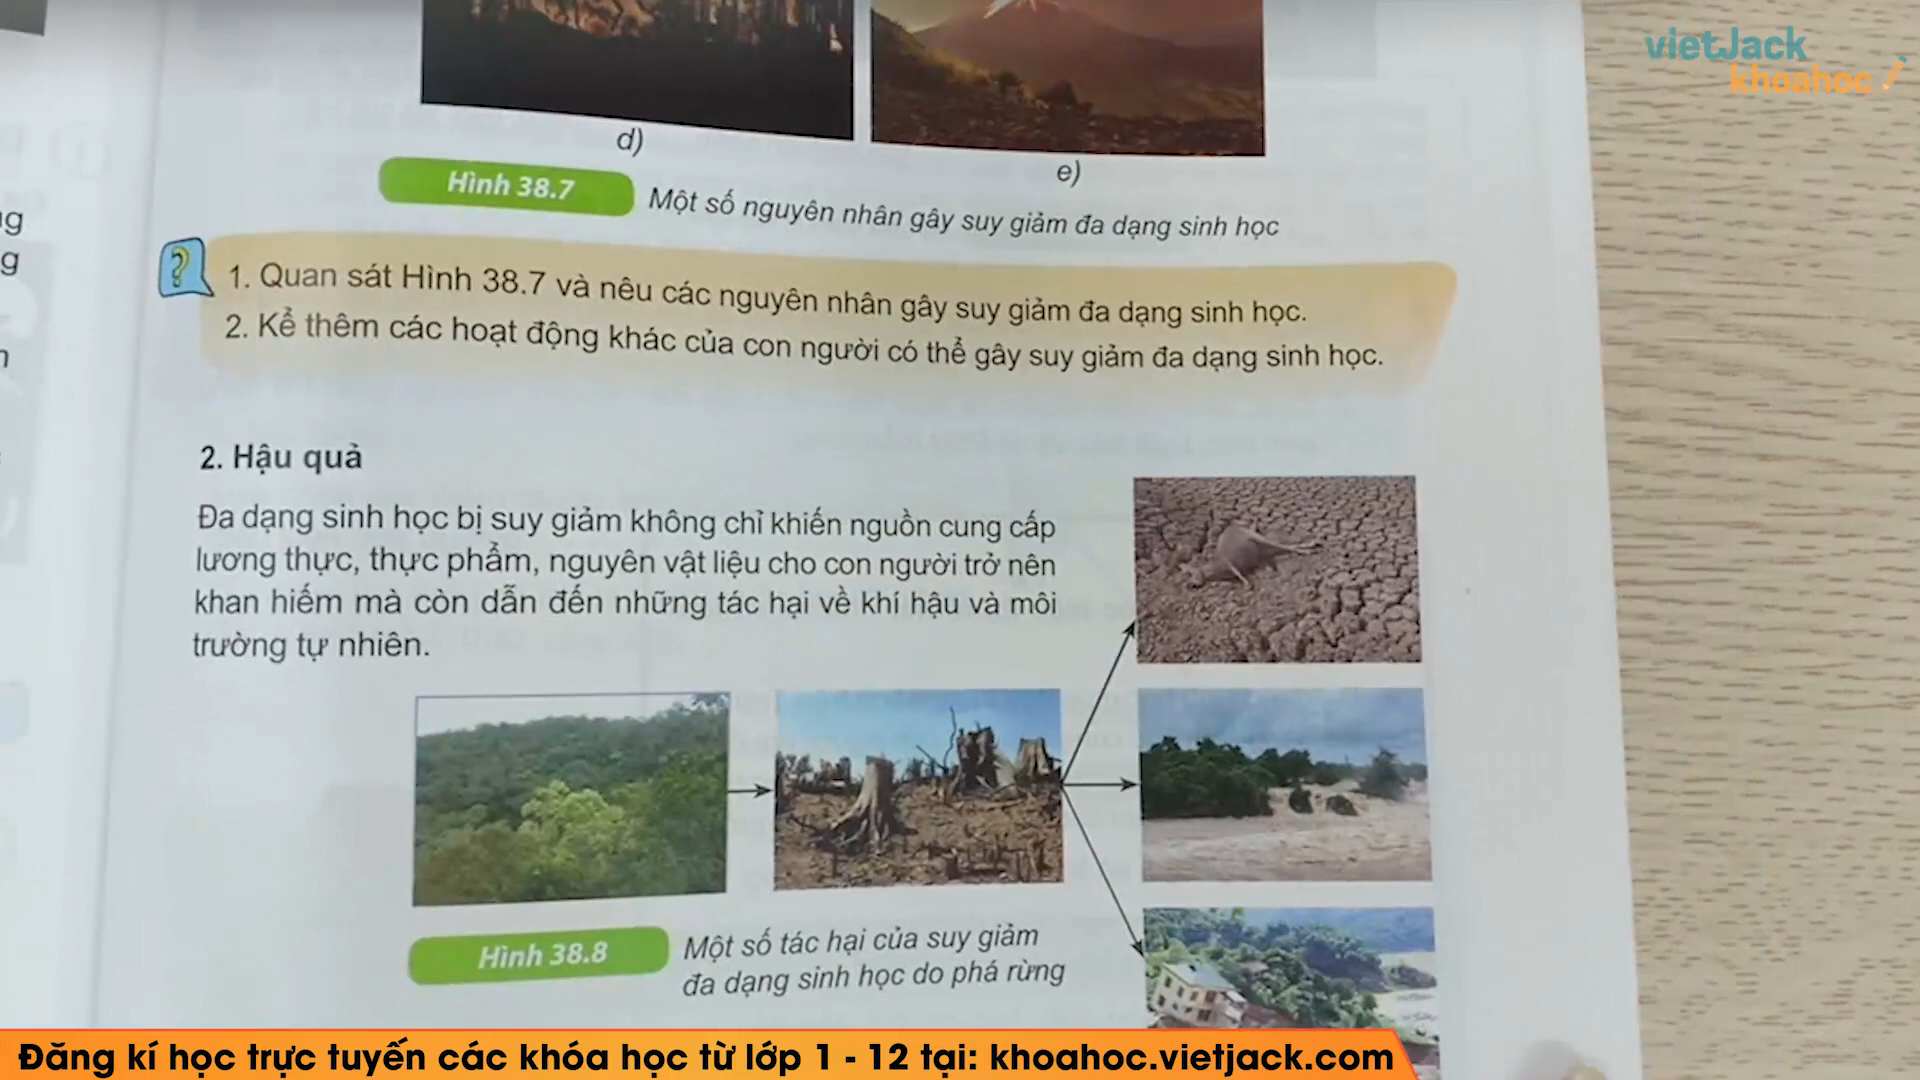 vietJack
khoahoc
d)
e)
Hình 38.7
Một số nguyên nhân gây suy giảm đa dạng sinh học
?
1. Quan sát Hình 38.7 và nêu các nguyên nhân gây suy giảm đa dạng sinh học.
2. Kể thêm các hoạt động khác của con người có thể gây suy giảm đa dạng sinh học.
2. Hậu quả
Đa dạng sinh học bị suy giảm không chỉ khiến nguồn cung cấp
lương thực, thực phẩm, nguyên vật liệu cho con người trở nên
khan hiếm mà còn dẫn đến những tác hại về khí hậu và môi
trường tự nhiên.
Hình 38.8
Một số tác hại của suy giảm
đa dạng sinh học do phá rừng
Đăng kí học trực tuyến các khóa học từ lớp 1 - 12 tại: khoahoc.vietjack.com